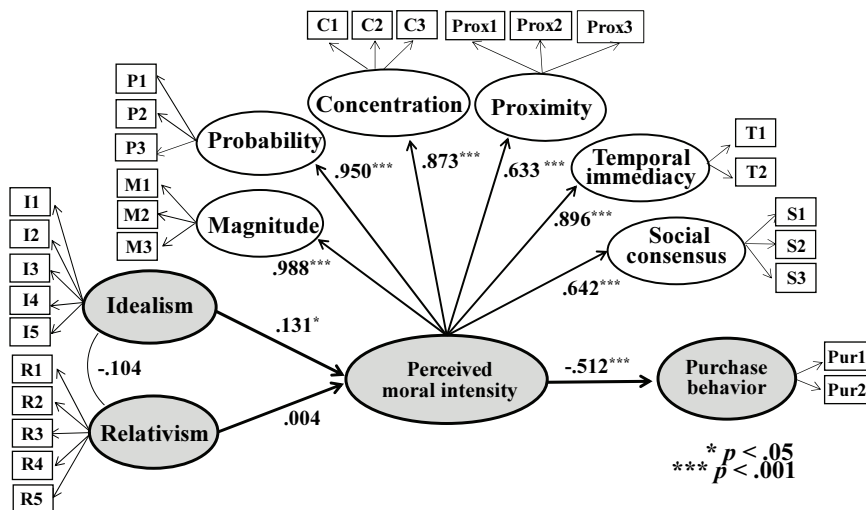 C1
C2
C3
Prox1
Prox2
Prox3
P1
P2
P3
Concentration
Proximity
Probability
T1
T2
Temporal
immediacy
.950***
.873***
.633***
M1
M2
M3
Magnitude
.896***
S1
S2
S3
Social
consensus
I1
I2
I3
I4
I5
.988***
.642***
Idealism
.131*
-.104
Perceived
moral intensity
-.512***
Purchase
behavior
Pur1
Pur2
R1
R2
R3
R4
R5
Relativism
.004
* p < .05
*** p < .001